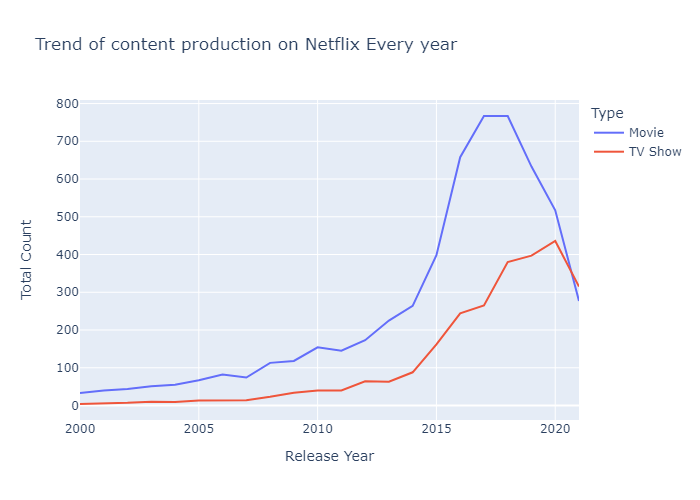 Trend of content production on Netflix Every year
Type
Movie
TV Show
Total Count
800
700
600
500
400
300
200
100
0
2000
2005
2010
2015
2020
Release Year